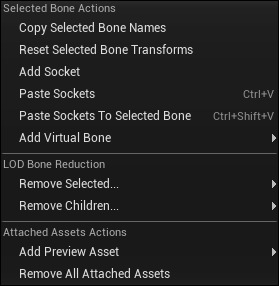 Selected Bone Actions
Copy Selected Bone Names
Reset Selected Bone Transforms
Add Socket
Paste Sockets Ctrl+V
Paste Sockets To Selected Bone Ctrl+Shift+V
Add Virtual Bone
LOD Bone Reduction
Remove Selected...
Remove Children...
Attached Assets Actions
Add Preview Asset
Remove All Attached Assets